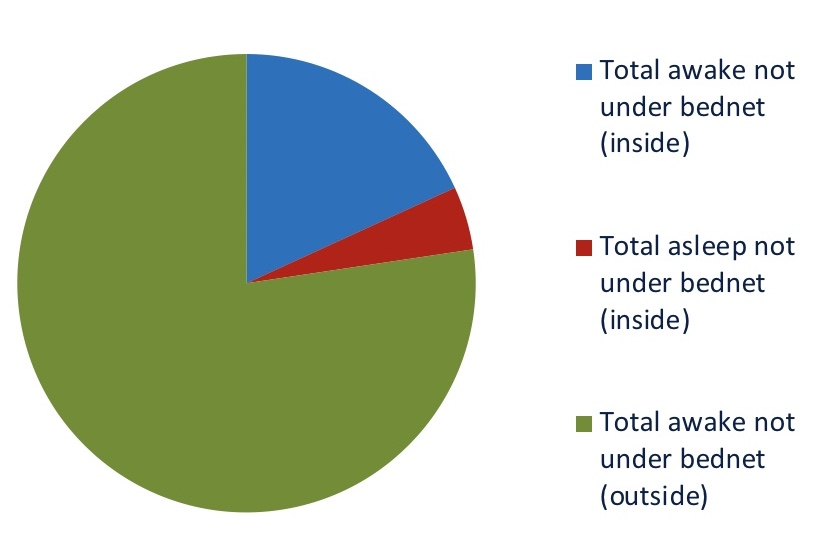 Total awake not
under bednet
(inside)
Total asleep not
under bednet
(inside)
Total awake not
under bednet
(outside)